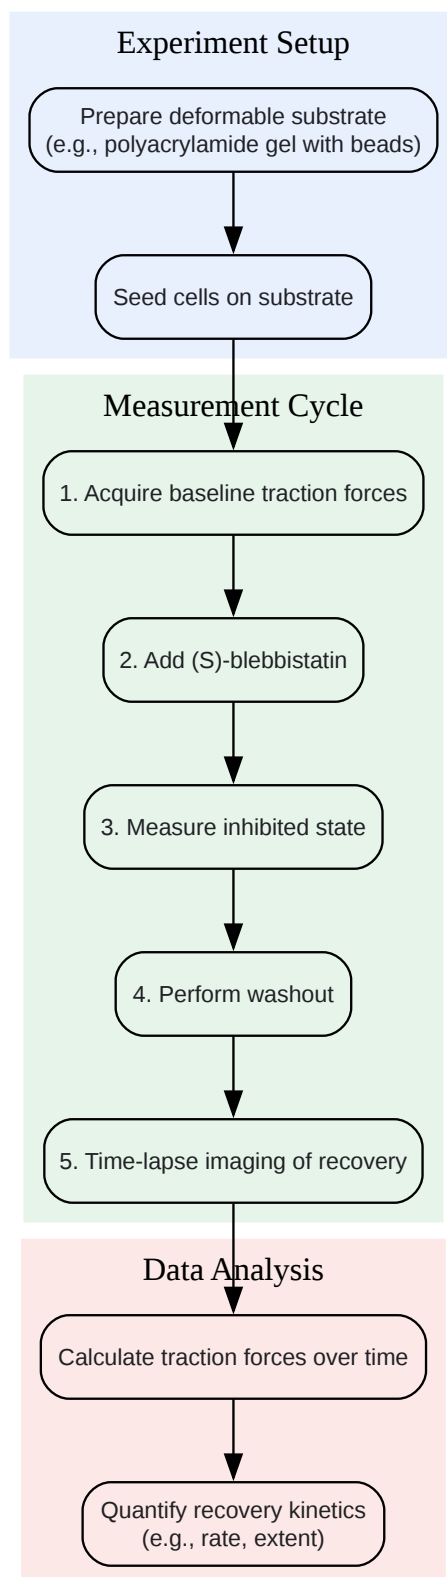 Experiment Setup
Prepare deformable substrate
(e.g., polyacrylamide gel with beads)
Seed cells on substrate
Measurement Cycle
1. Acquire baseline traction forces
2. Add (S)-blebbistatin
3. Measure inhibited state
4. Perform washout
5. Time-lapse imaging of recovery
Data Analysis
Calculate traction forces over time
Quantify recovery kinetics
(e.g., rate, extent)